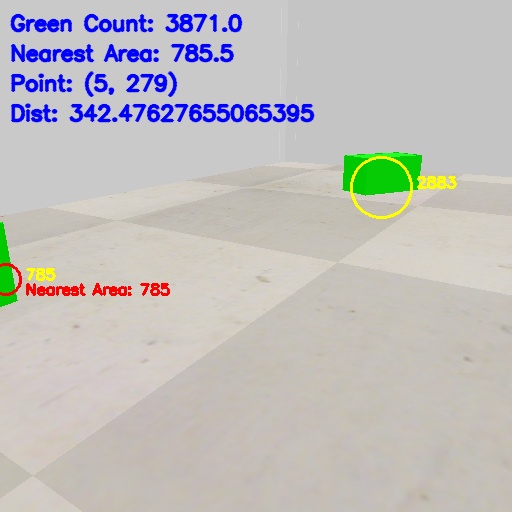 Green Count: 3871.0
Nearest Area: 785.5
Point: (5, 279)
Dist: 342.47627655065395
2883
785
Nearest Area: 785